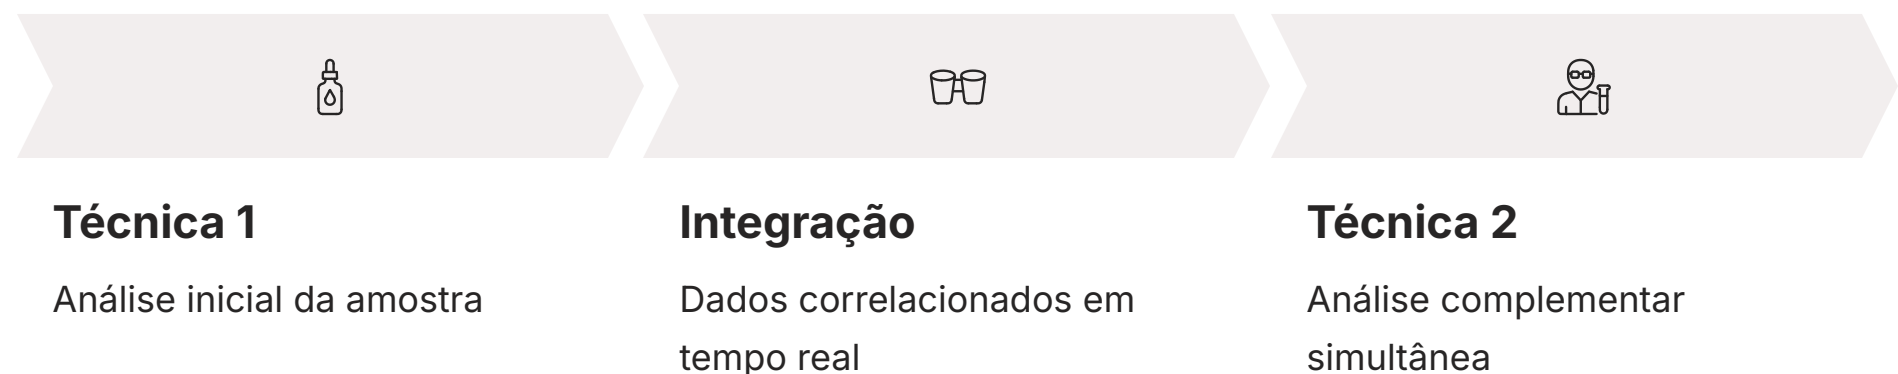 Técnica 1
Análise inicial da amostra
Integração
Dados correlacionados em
tempo real
Técnica 2
Análise complementar
simultânea